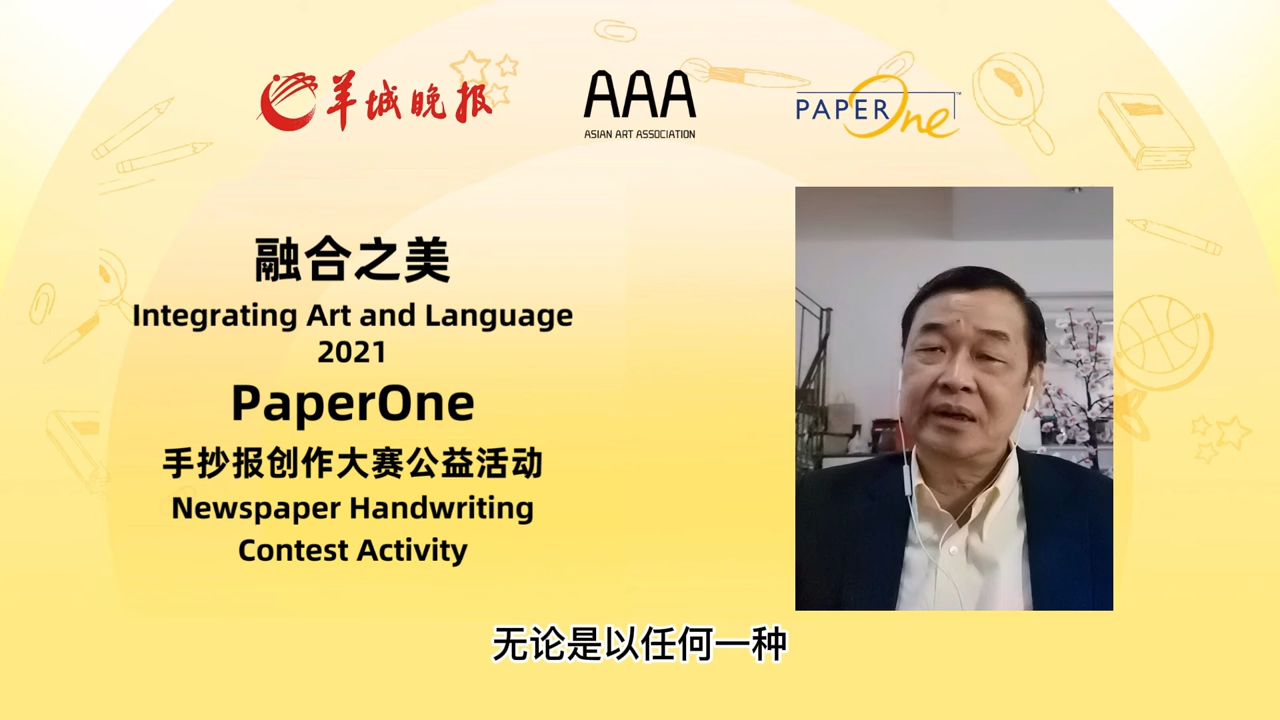 羊城晚报
AAA
ASIAN ART ASSOCIATION
PAPER One™
融合之美
Integrating Art and Language
2021
PaperOne
手抄报创作大赛公益活动
Newspaper Handwriting
Contest Activity
无论是以任何一种